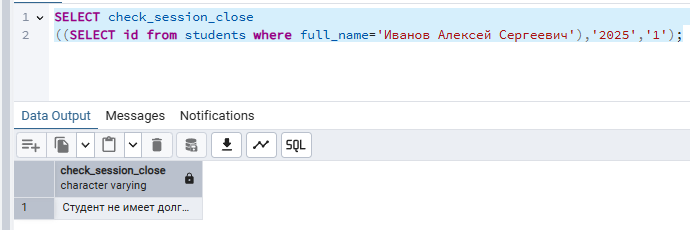 1 SELECT check_session_close
2 ((SELECT id from students where full_name='Иванов Алексей Сергеевич'),'2025','1');
Data Output Messages Notifications
SQL
check_session_close
character varying
1 Студент не имеет долг...